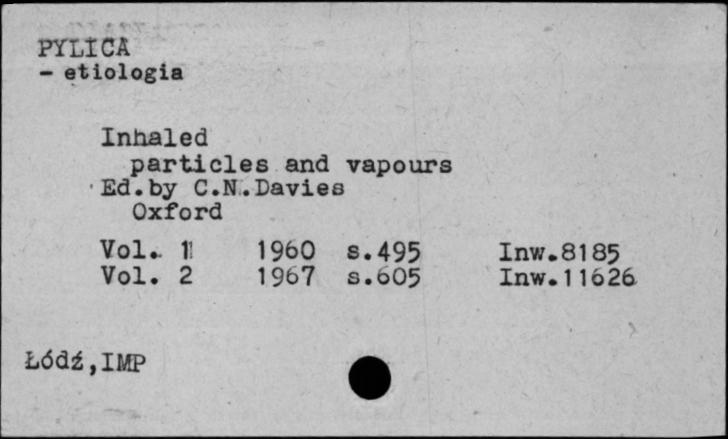 PYLICA
- etiologia
Inhaled
particles and vapours
Ed.by C.N.Davies
Oxford
Vol. 1 1960 s.495 Inw.8185
Vol. 2 1967 s.605 Inw.11626
Łódź,IMP